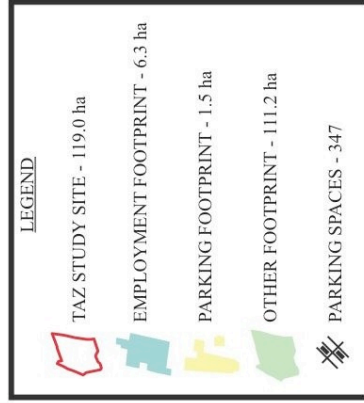 LEGEND
TAZ STUDY SITE - 119.0 ha
EMPLOYMENT FOOTPRINT - 6.3 ha
PARKING FOOTPRINT - 1.5 ha
OTHER FOOTPRINT - 111.2 ha
PARKING SPACES - 347